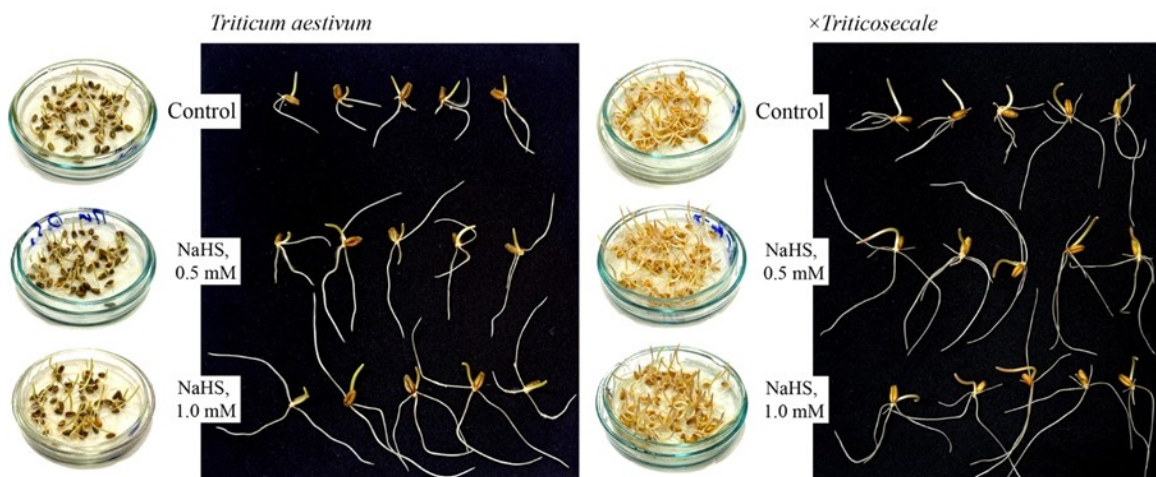 Triticum aestivum
×Triticosecale
Control
Control
NaHS,
0.5 mM
NaHS,
0.5 mM
NaHS,
1.0 mM
NaHS,
1.0 mM